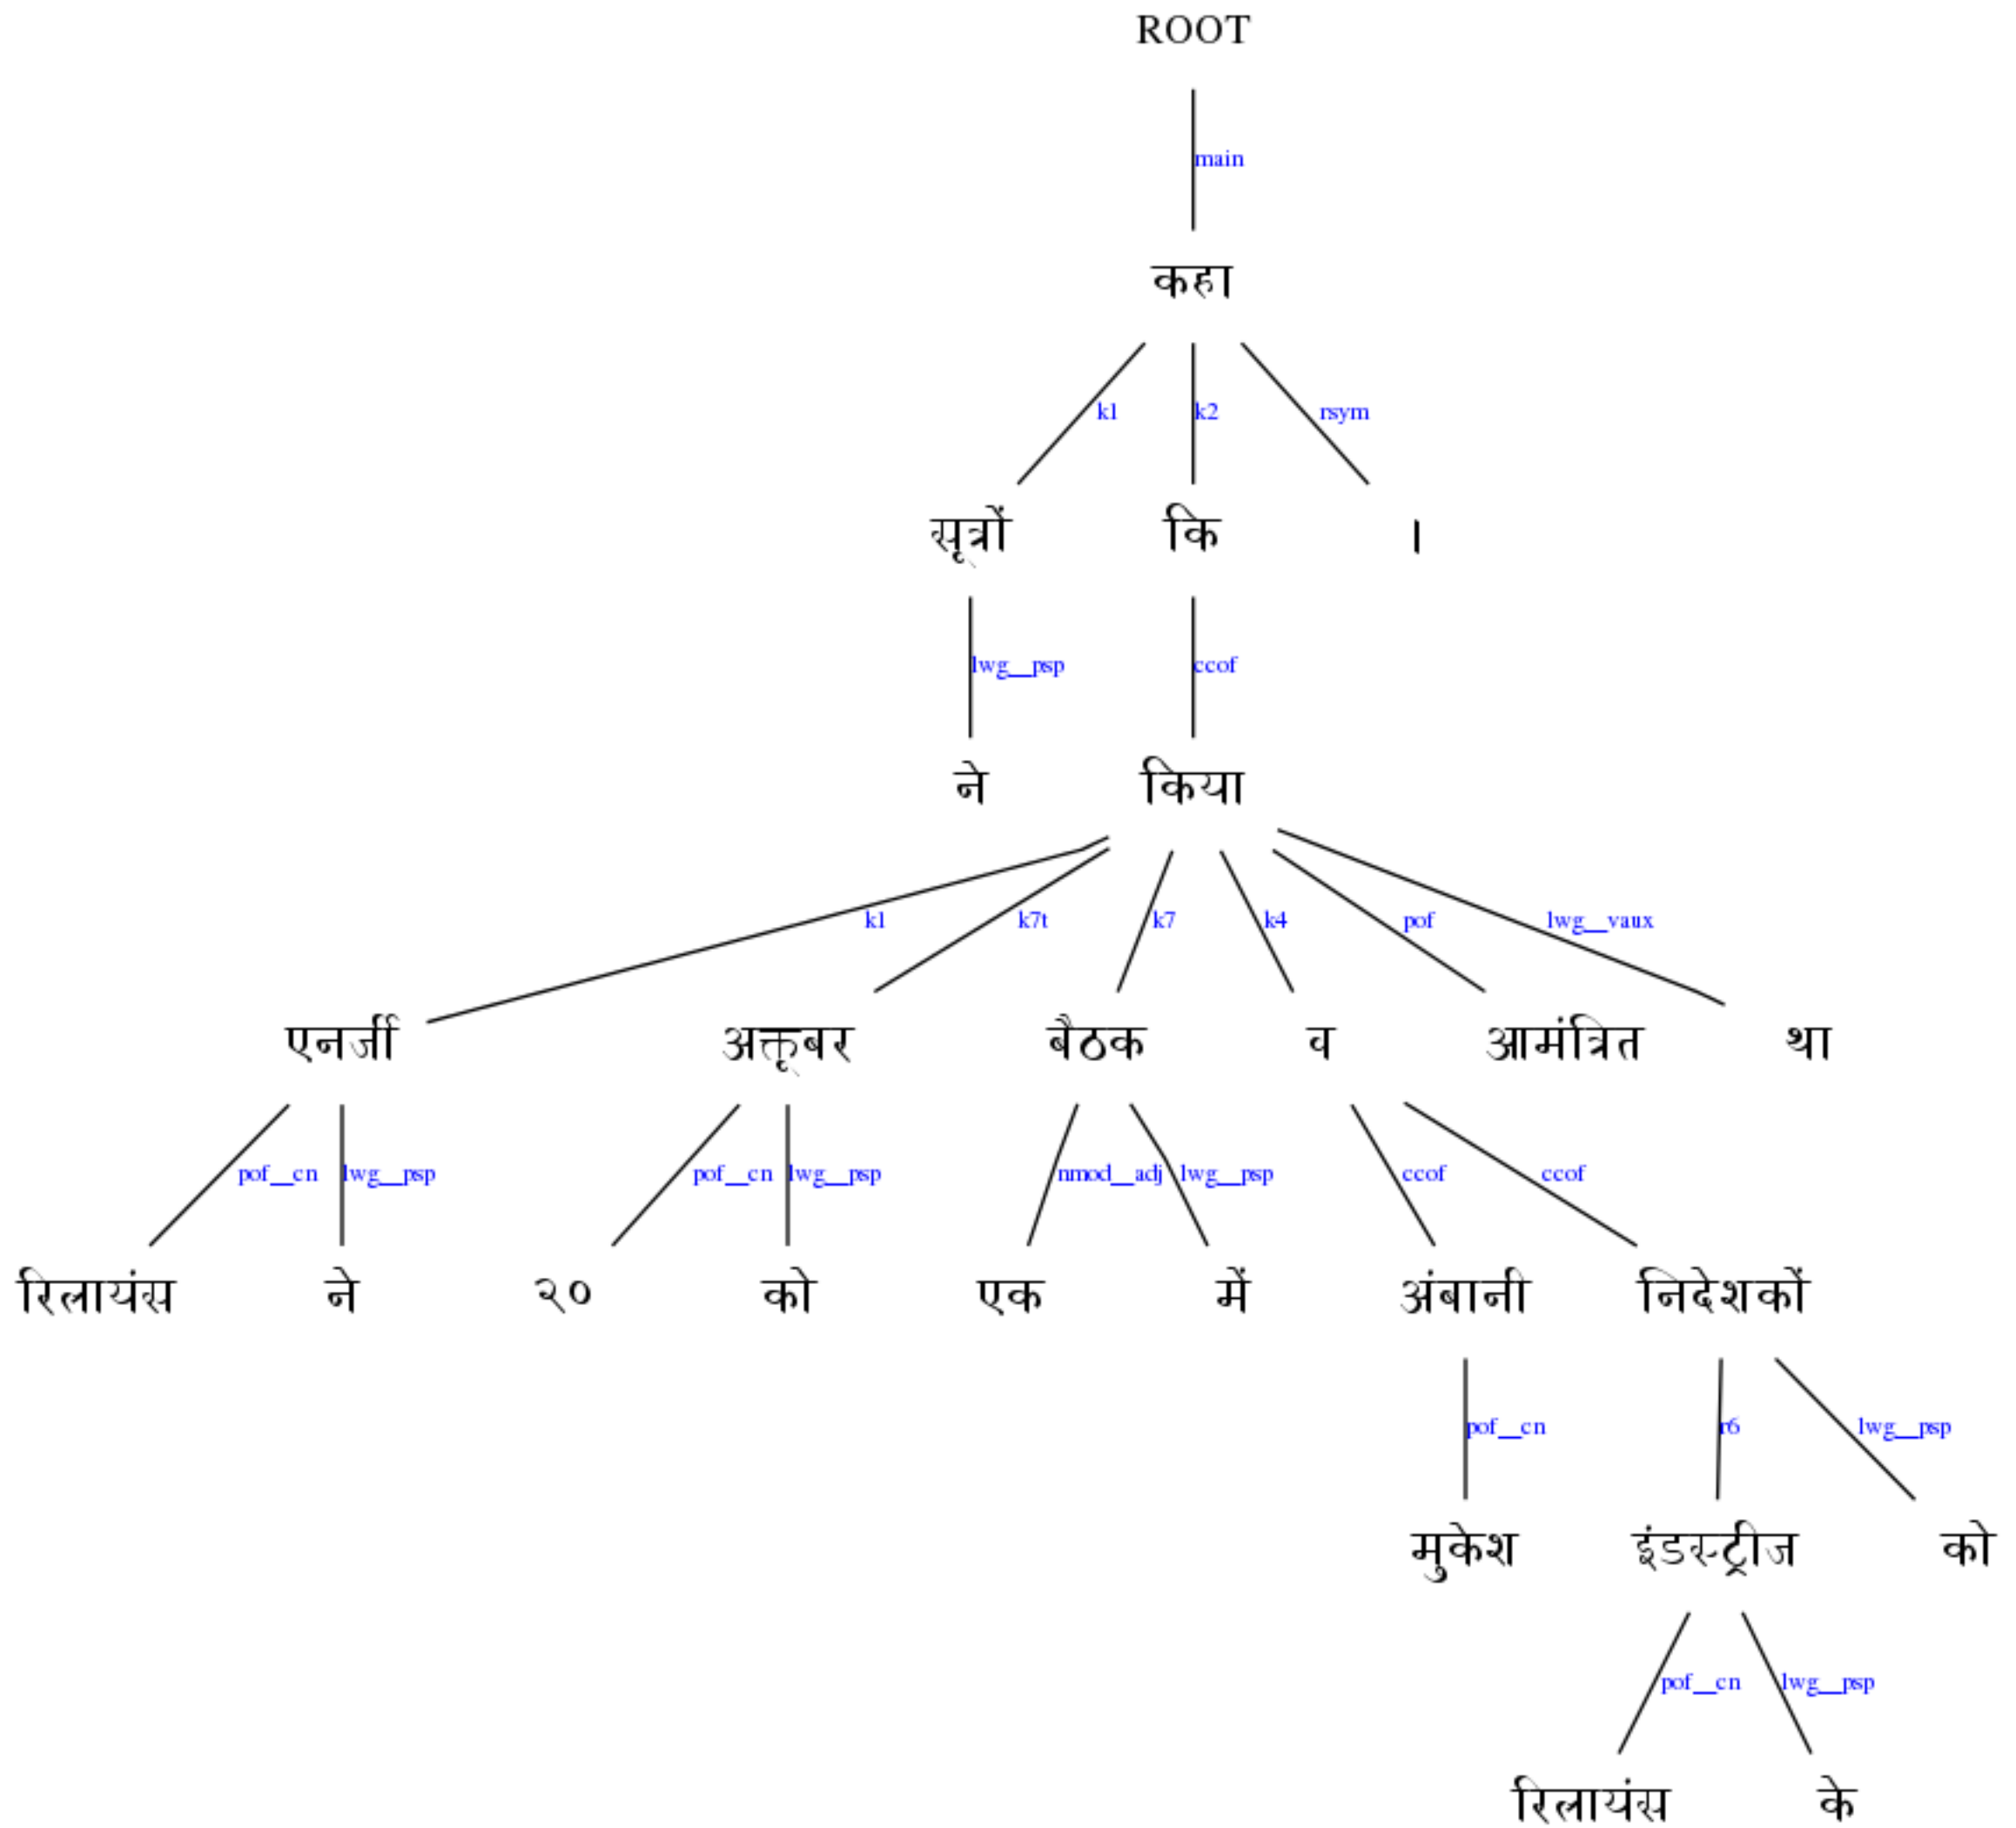 ROOT
main
कहा
k1 k2 rsym
सूत्रों कि ।
lwg__psp ccof
ने किया
k1 k7t k7 k4 pof lwg__vaux
एनर्जी अक्तूबर बैठक व आमंत्रित था
pof__cn lwg__psp pof__cn lwg__psp nmod__adj lwg__psp ccof ccof
रिलायंस ने २० को एक में अंबानी निदेशकों
pof__cn r6 lwg__psp
मुकेश इंडस्ट्रीज को
pof__cn lwg__psp
रिलायंस के